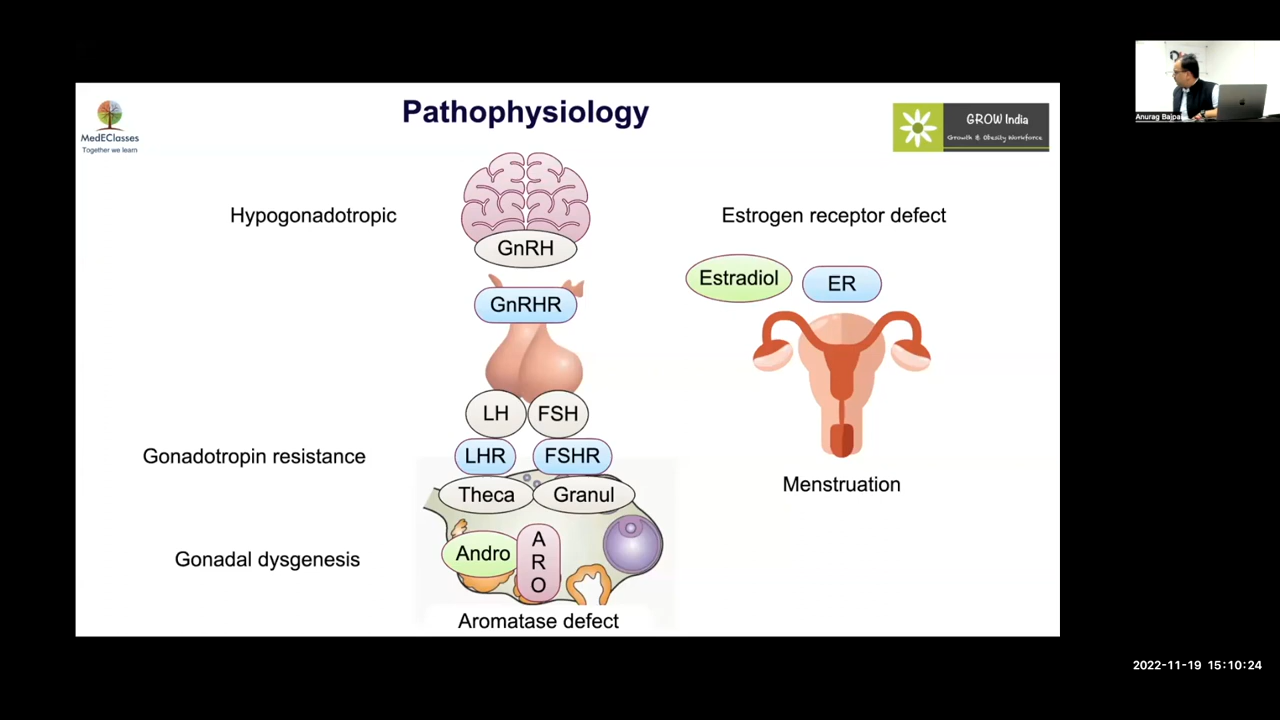 MedEClasses
Together we learn
Pathophysiology
GROW India
Growth & Obesity Workforce
Anurag Bajpai
Hypogonadotropic
GnRH
GnRHR
LH
FSH
Gonadotropin resistance
LHR
FSHR
Theca
Granul
Gonadal dysgenesis
Andro
A
R
O
Aromatase defect
Estrogen receptor defect
Estradiol
ER
Menstruation
2022-11-19 15:10:24